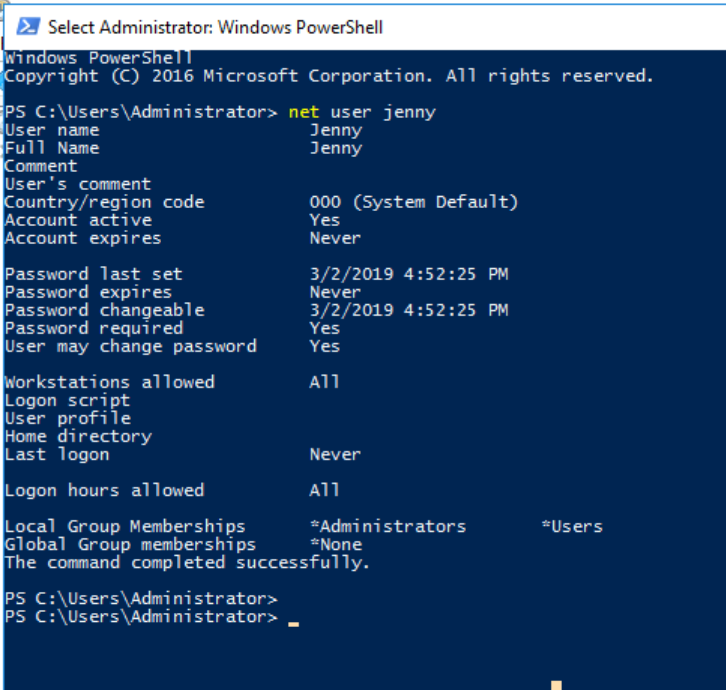 Select Administrator: Windows PowerShell
Windows PowerShell
Copyright (C) 2016 Microsoft Corporation. All rights reserved.
PS C:\Users\Administrator> net user jenny
User name Jenny
Full Name Jenny
Comment
User's comment
Country/region code 000 (System Default)
Account active Yes
Account expires Never
Password last set 3/2/2019 4:52:25 PM
Password expires Never
Password changeable 3/2/2019 4:52:25 PM
Password required Yes
User may change password Yes
Workstations allowed All
Logon script
User profile
Home directory
Last logon Never
Logon hours allowed All
Local Group Memberships *Administrators *Users
Global Group memberships *None
The command completed successfully.
PS C:\Users\Administrator>
PS C:\Users\Administrator>